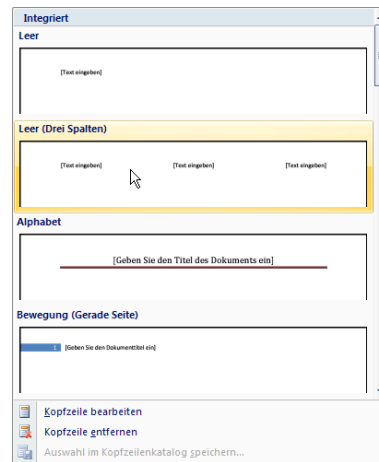 Integriert
Leer
[Text eingeben]
Leer (Drei Spalten)
[Text eingeben] [Text eingeben] [Text eingeben]
Alphabet
[Geben Sie den Titel des Dokuments ein]
Bewegung (Gerade Seite)
1 [Geben Sie den Dokumenttitel ein]
Kopfzeile bearbeiten
Kopfzeile entfernen
Auswahl im Kopfzeilenkatalog speichern...